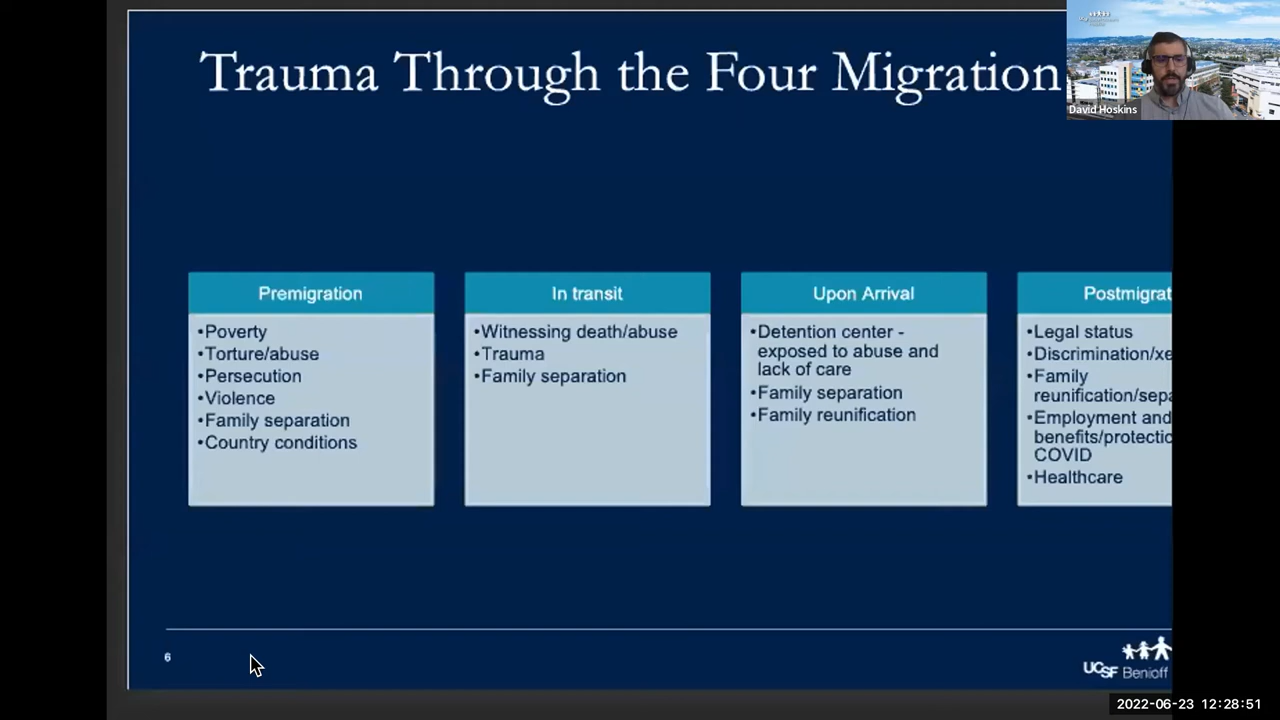 Trauma Through the Four Migration
David Hoskins
Premigration
•Poverty
•Torture/abuse
•Persecution
•Violence
•Family separation
•Country conditions
In transit
•Witnessing death/abuse
•Trauma
•Family separation
Upon Arrival
•Detention center -
exposed to abuse and
lack of care
•Family separation
•Family reunification
Postmigrat
•Legal status
•Discrimination/xe
•Family
reunification/sepa
•Employment and
benefits/protectio
COVID
•Healthcare
6
UCSF Benioff
2022-06-23 12:28:51